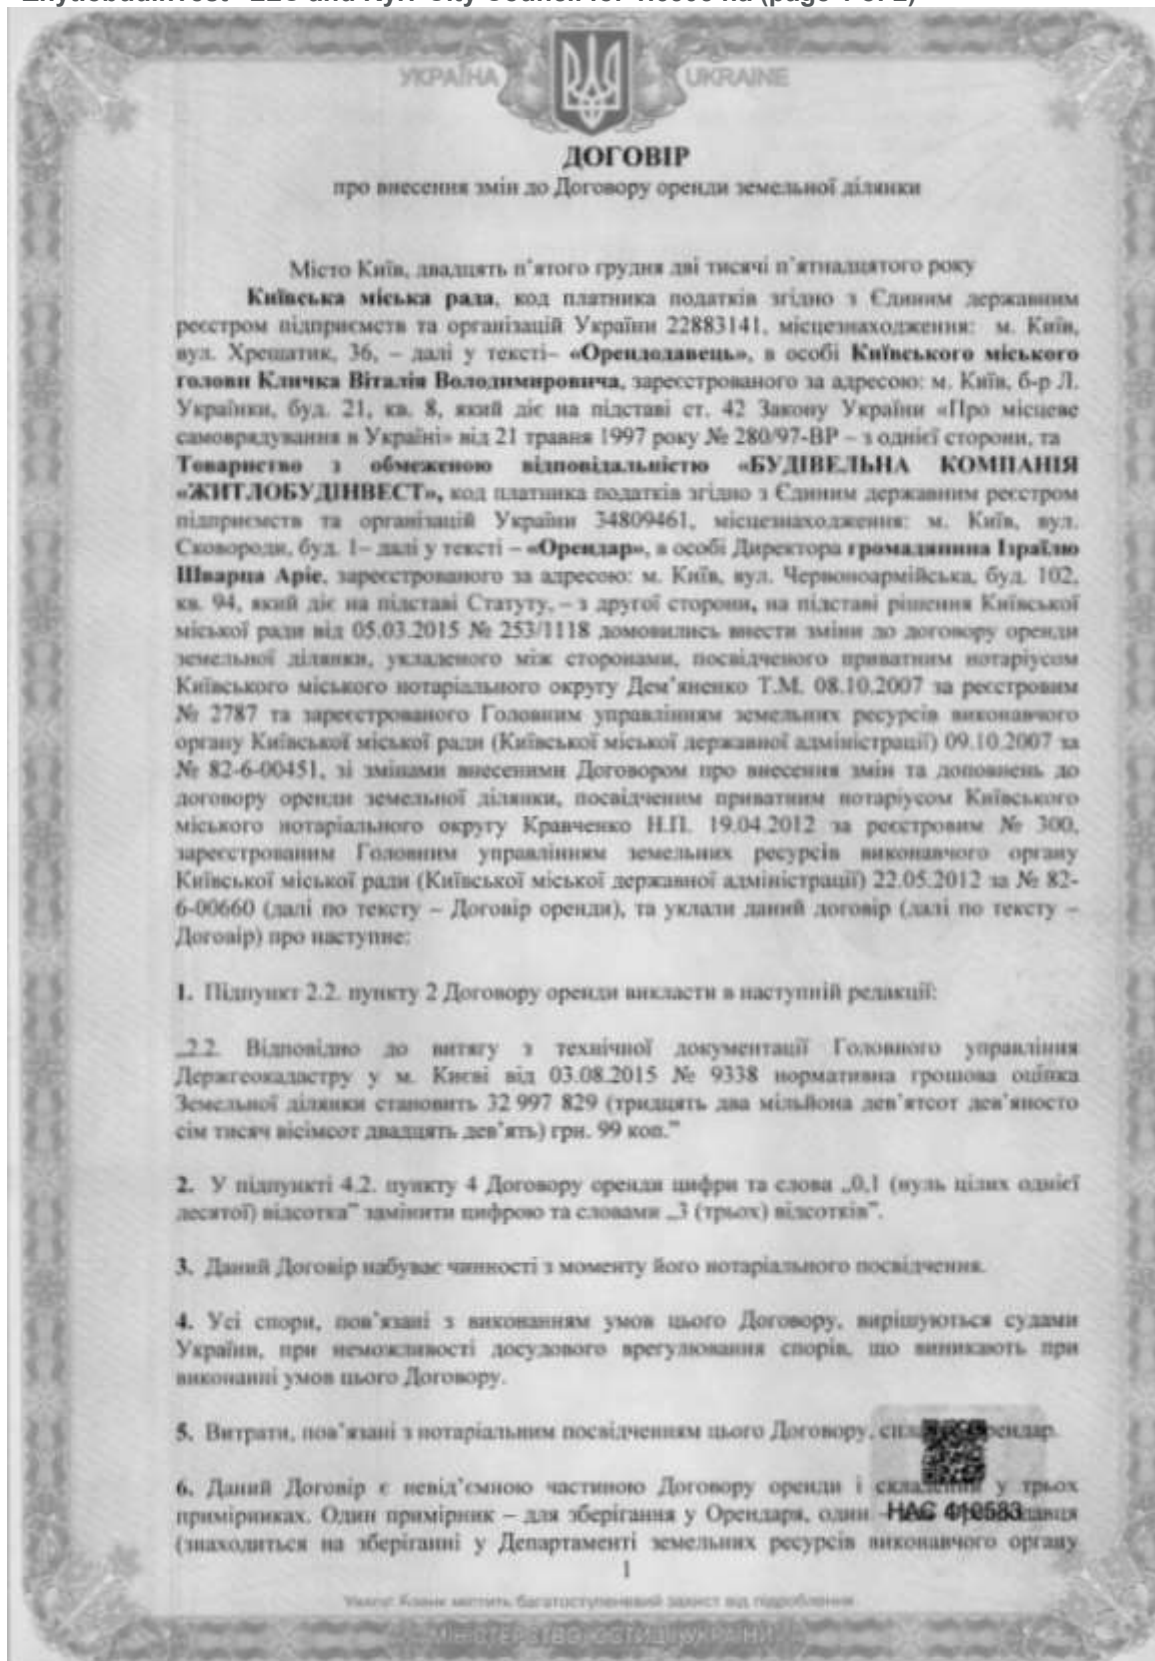 УКРАЇНА UKRAINE
ДОГОВІР
про внесення змін до Договору оренди земельної ділянки
Місто Київ, двадцять п’ятого грудня дві тисячі п’ятнадцятого року
Київська міська рада, код платника податків згідно з Єдиним державним
реєстром підприємств та організацій України 22883141, місцезнаходження: м. Київ,
вул. Хрещатик, 36, – далі у тексті– «Орендодавець», в особі Київського міського
голови Кличка Віталія Володимировича, зареєстрованого за адресою: м. Київ, б-р Л.
Українки, буд. 21, кв. 8, який діє на підставі ст. 42 Закону України «Про місцеве
самоврядування в Україні» від 21 травня 1997 року № 280/97-ВР – з однієї сторони, та
Товариство з обмеженою відповідальністю «БУДІВЕЛЬНА КОМПАНІЯ
«ЖИТЛОБУДІНВЕСТ», код платника податків згідно з Єдиним державним реєстром
підприємств та організацій України 34809461, місцезнаходження: м. Київ, вул.
Сковороди, буд. 1– далі у тексті – «Орендар», в особі Директора громадянина Ізраїлю
Шварца Аріє, зареєстрованого за адресою: м. Київ, вул. Червоноармійська, буд. 102,
кв. 94, який діє на підставі Статуту, – з другої сторони, на підставі рішення Київської
міської ради від 05.03.2015 № 253/1118 домовились внести зміни до договору оренди
земельної ділянки, укладеного між сторонами, посвідченого приватним нотаріусом
Київського міського нотаріального округу Дем’яненко Т.М. 08.10.2007 за реєстровим
№ 2787 та зареєстрованого Головним управлінням земельних ресурсів виконавчого
органу Київської міської ради (Київської міської державної адміністрації) 09.10.2007 за
№ 82-6-00451, зі змінами внесеними Договором про внесення змін та доповнень до
договору оренди земельної ділянки, посвідченим приватним нотаріусом Київського
міського нотаріального округу Кравченко Н.П. 19.04.2012 за реєстровим № 300,
зареєстрованим Головним управлінням земельних ресурсів виконавчого органу
Київської міської ради (Київської міської державної адміністрації) 22.05.2012 за № 82-
6-00660 (далі по тексту – Договір оренди), та уклали даний договір (далі по тексту –
Договір) про наступне:
1. Підпункт 2.2. пункту 2 Договору оренди викласти в наступній редакції:
„2.2. Відповідно до витягу з технічної документації Головного управління
Держгеокадастру у м. Києві від 03.08.2015 № 9338 нормативна грошова оцінка
Земельної ділянки становить 32 997 829 (тридцять два мільйона дев’ятсот дев’яносто
сім тисяч вісімсот двадцять дев’ять) грн. 99 коп.”
2. У підпункті 4.2. пункту 4 Договору оренди цифри та слова „0,1 (нуль цілих однієї
десятої) відсотка” замінити цифрою та словами „3 (трьох) відсотків”.
3. Даний Договір набуває чинності з моменту його нотаріального посвідчення.
4. Усі спори, пов’язані з виконанням умов цього Договору, вирішуються судами
України, при неможливості досудового врегулювання спорів, що виникають при
виконанні умов цього Договору.
5. Витрати, пов’язані з нотаріальним посвідченням цього Договору,
6. Даний Договір є невід’ємною частиною Договору оренди і у трьох
примірниках. Один примірник – для зберігання у Орендаря, один – НАС 410583
(знаходиться на зберіганні у Департаменті земельних ресурсів виконавчого органу
1
Увага! Бланк містить багатоступеневий захист від підроблення
МІНІСТЕРСТВО ЮСТИЦІЇ УКРАЇНИ